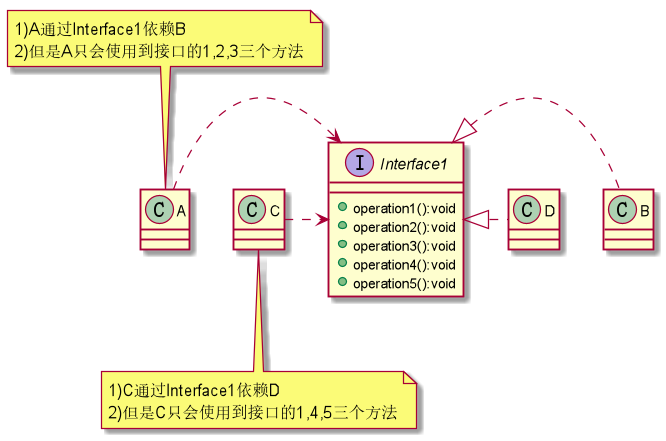 1)A通过Interface1依赖B
2)但是A只会使用到接口的1,2,3三个方法
I Interface1
C A
C C
operation1():void
operation2():void
operation3():void
operation4():void
operation5():void
C D
C B
1)C通过Interface1依赖D
2)但是C只会使用到接口的1,4,5三个方法